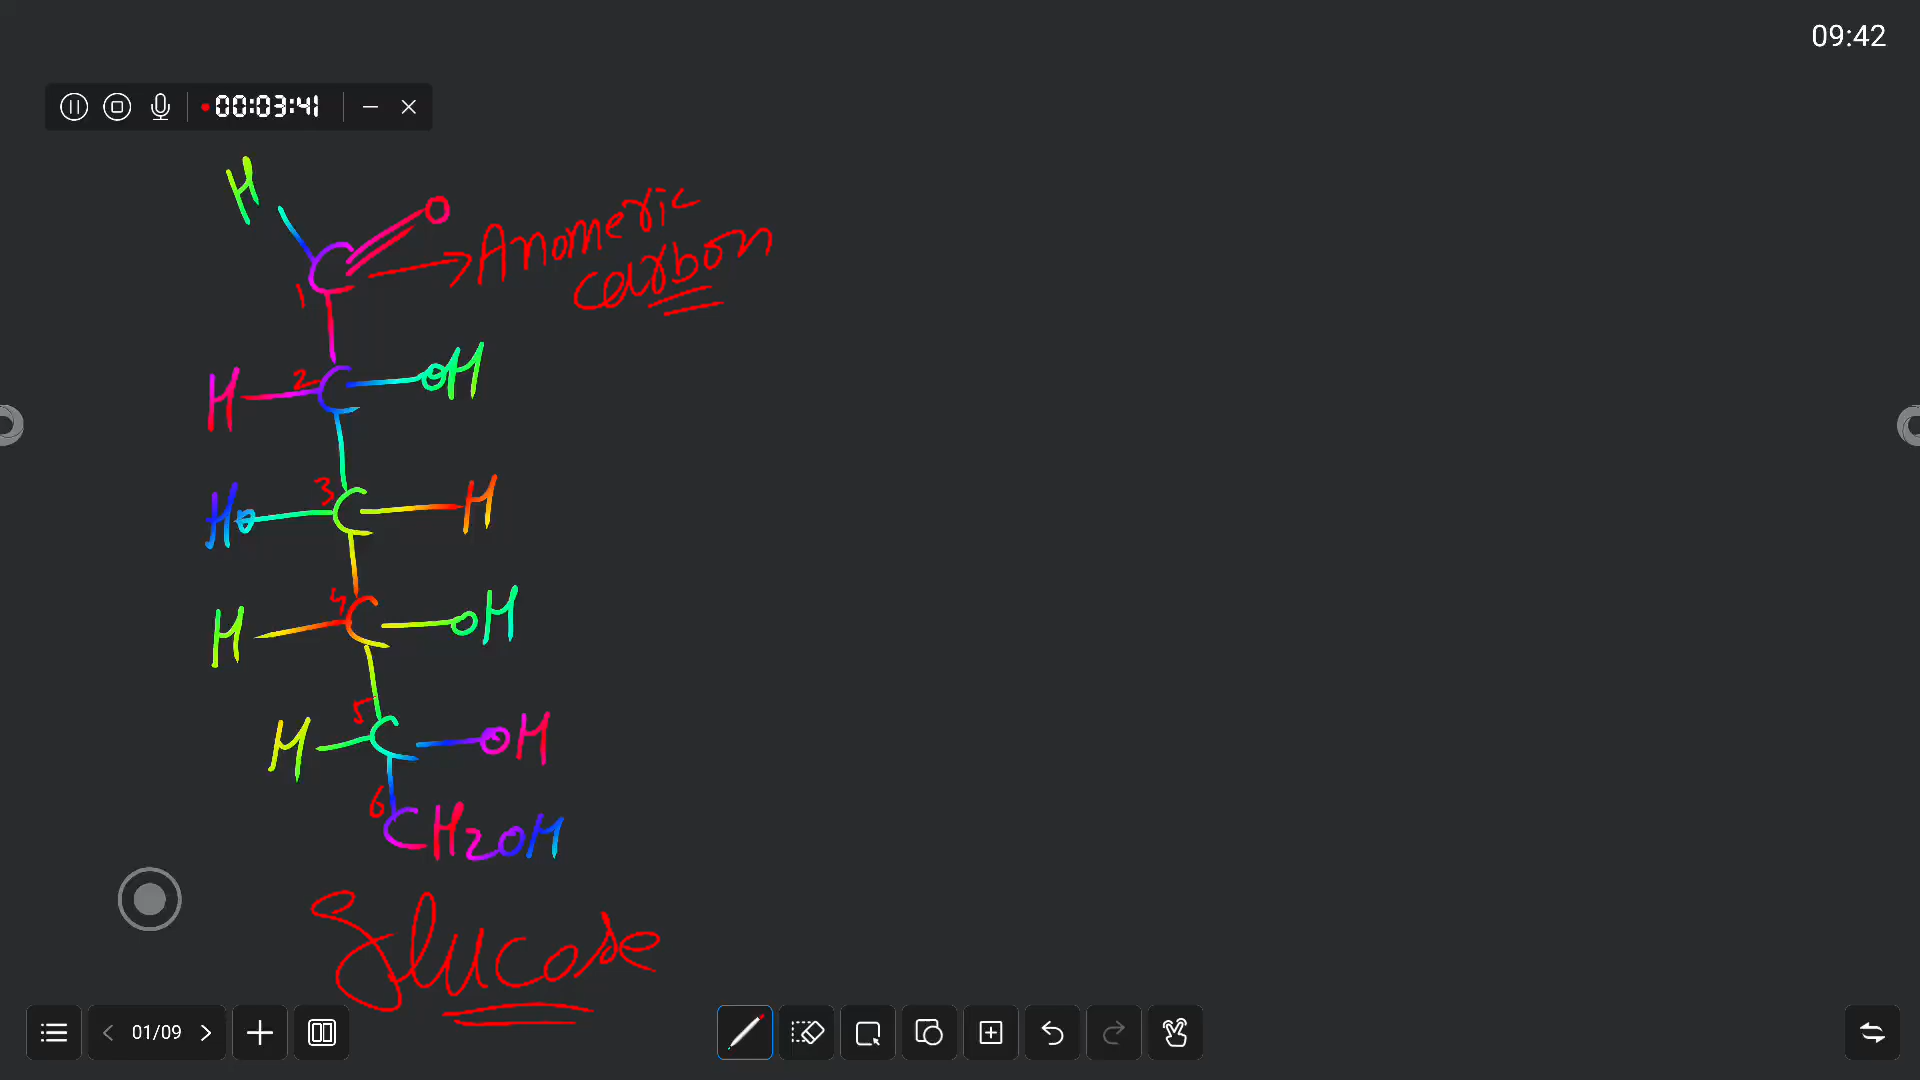 09:42
00:03:41
H
O
Anomeric
carbon
C
1
H 2 C OH
HO 3 C H
H 4 C OH
H 5 C OH
6 CH2OH
Glucose
01/09